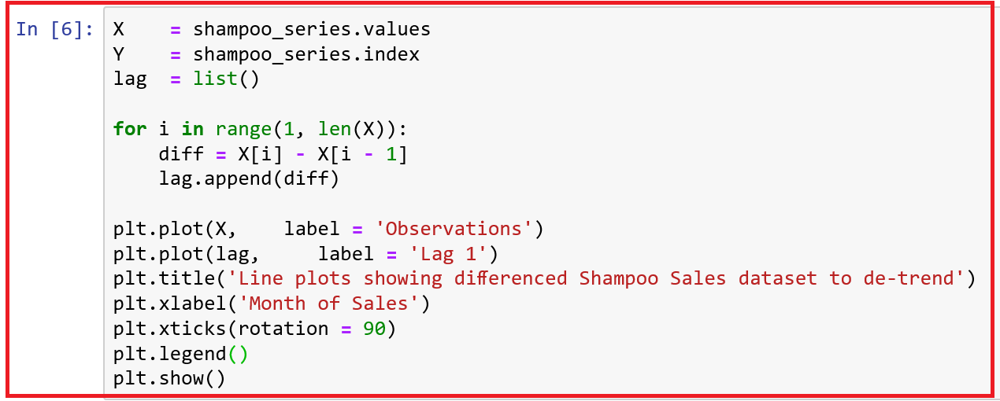 In [6]: X    = shampoo_series.values
Y    = shampoo_series.index
lag  = list()

for i in range(1, len(X)):
    diff = X[i] - X[i - 1]
    lag.append(diff)

plt.plot(X,    label = 'Observations')
plt.plot(lag,     label = 'Lag 1')
plt.title('Line plots showing differenced Shampoo Sales dataset to de-trend')
plt.xlabel('Month of Sales')
plt.xticks(rotation = 90)
plt.legend()
plt.show()